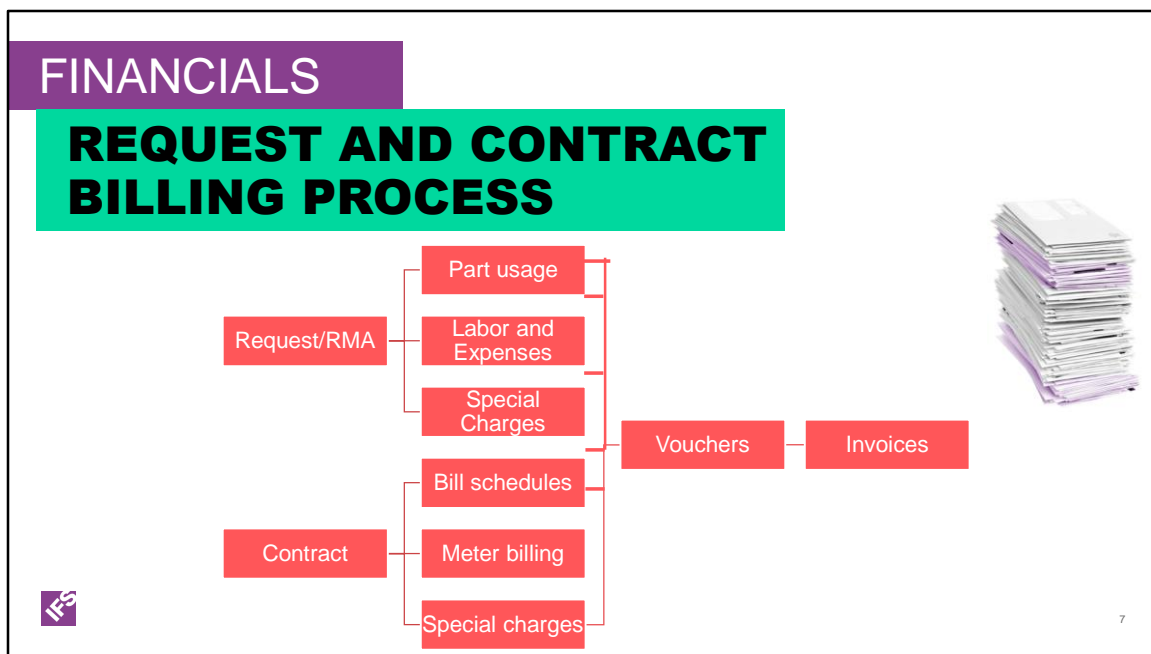 FINANCIALS
REQUEST AND CONTRACT
BILLING PROCESS
Part usage
Request/RMA
Labor and
Expenses
Special
Charges
Vouchers
Invoices
Bill schedules
Contract
Meter billing
Special charges
IFS
7